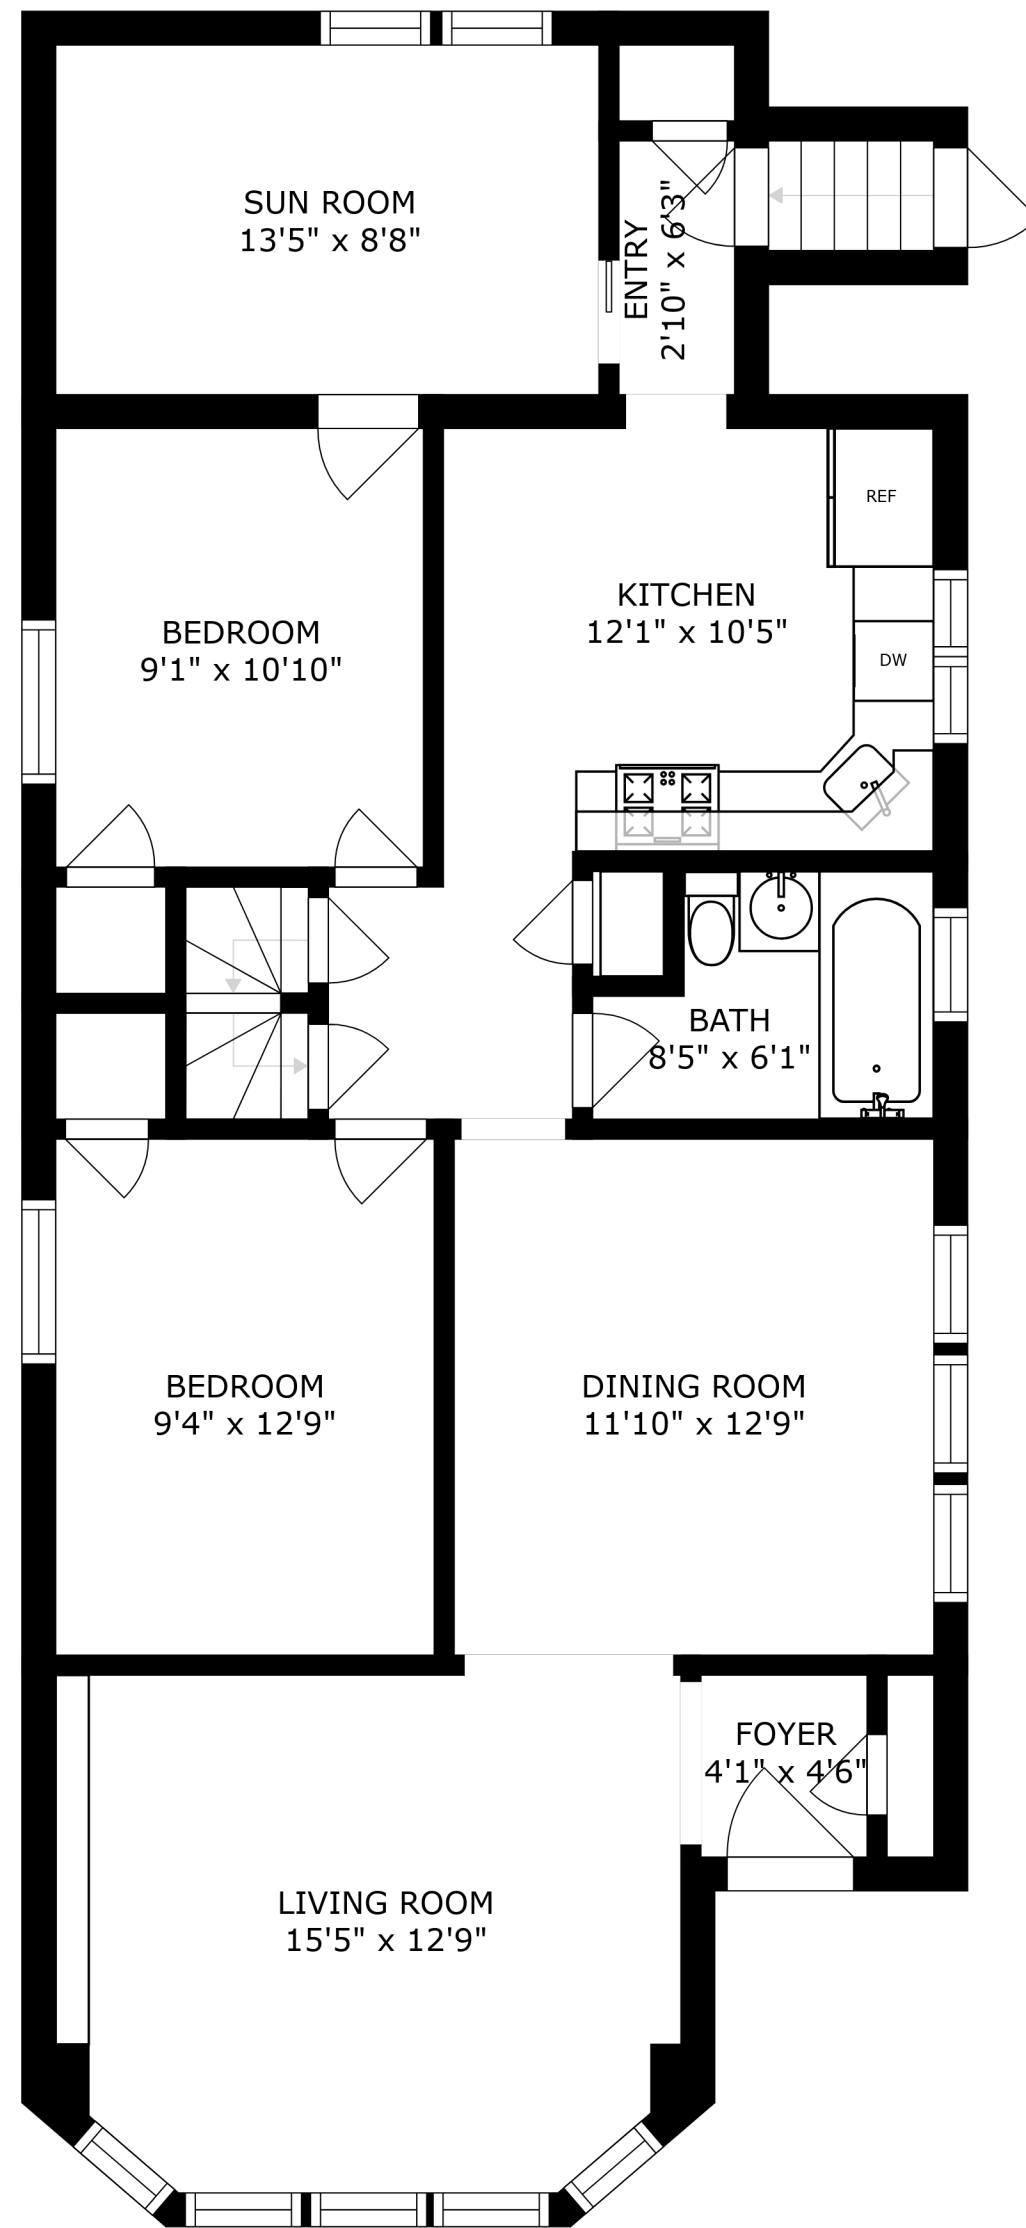 SUN ROOM
13'5" x 8'8"
ENTRY
2'10" x 6'3"
REF
KITCHEN
12'1" x 10'5"
BEDROOM
9'1" x 10'10"
DW
BATH
8'5" x 6'1"
BEDROOM
9'4" x 12'9"
DINING ROOM
11'10" x 12'9"
FOYER
4'1" x 4'6"
LIVING ROOM
15'5" x 12'9"